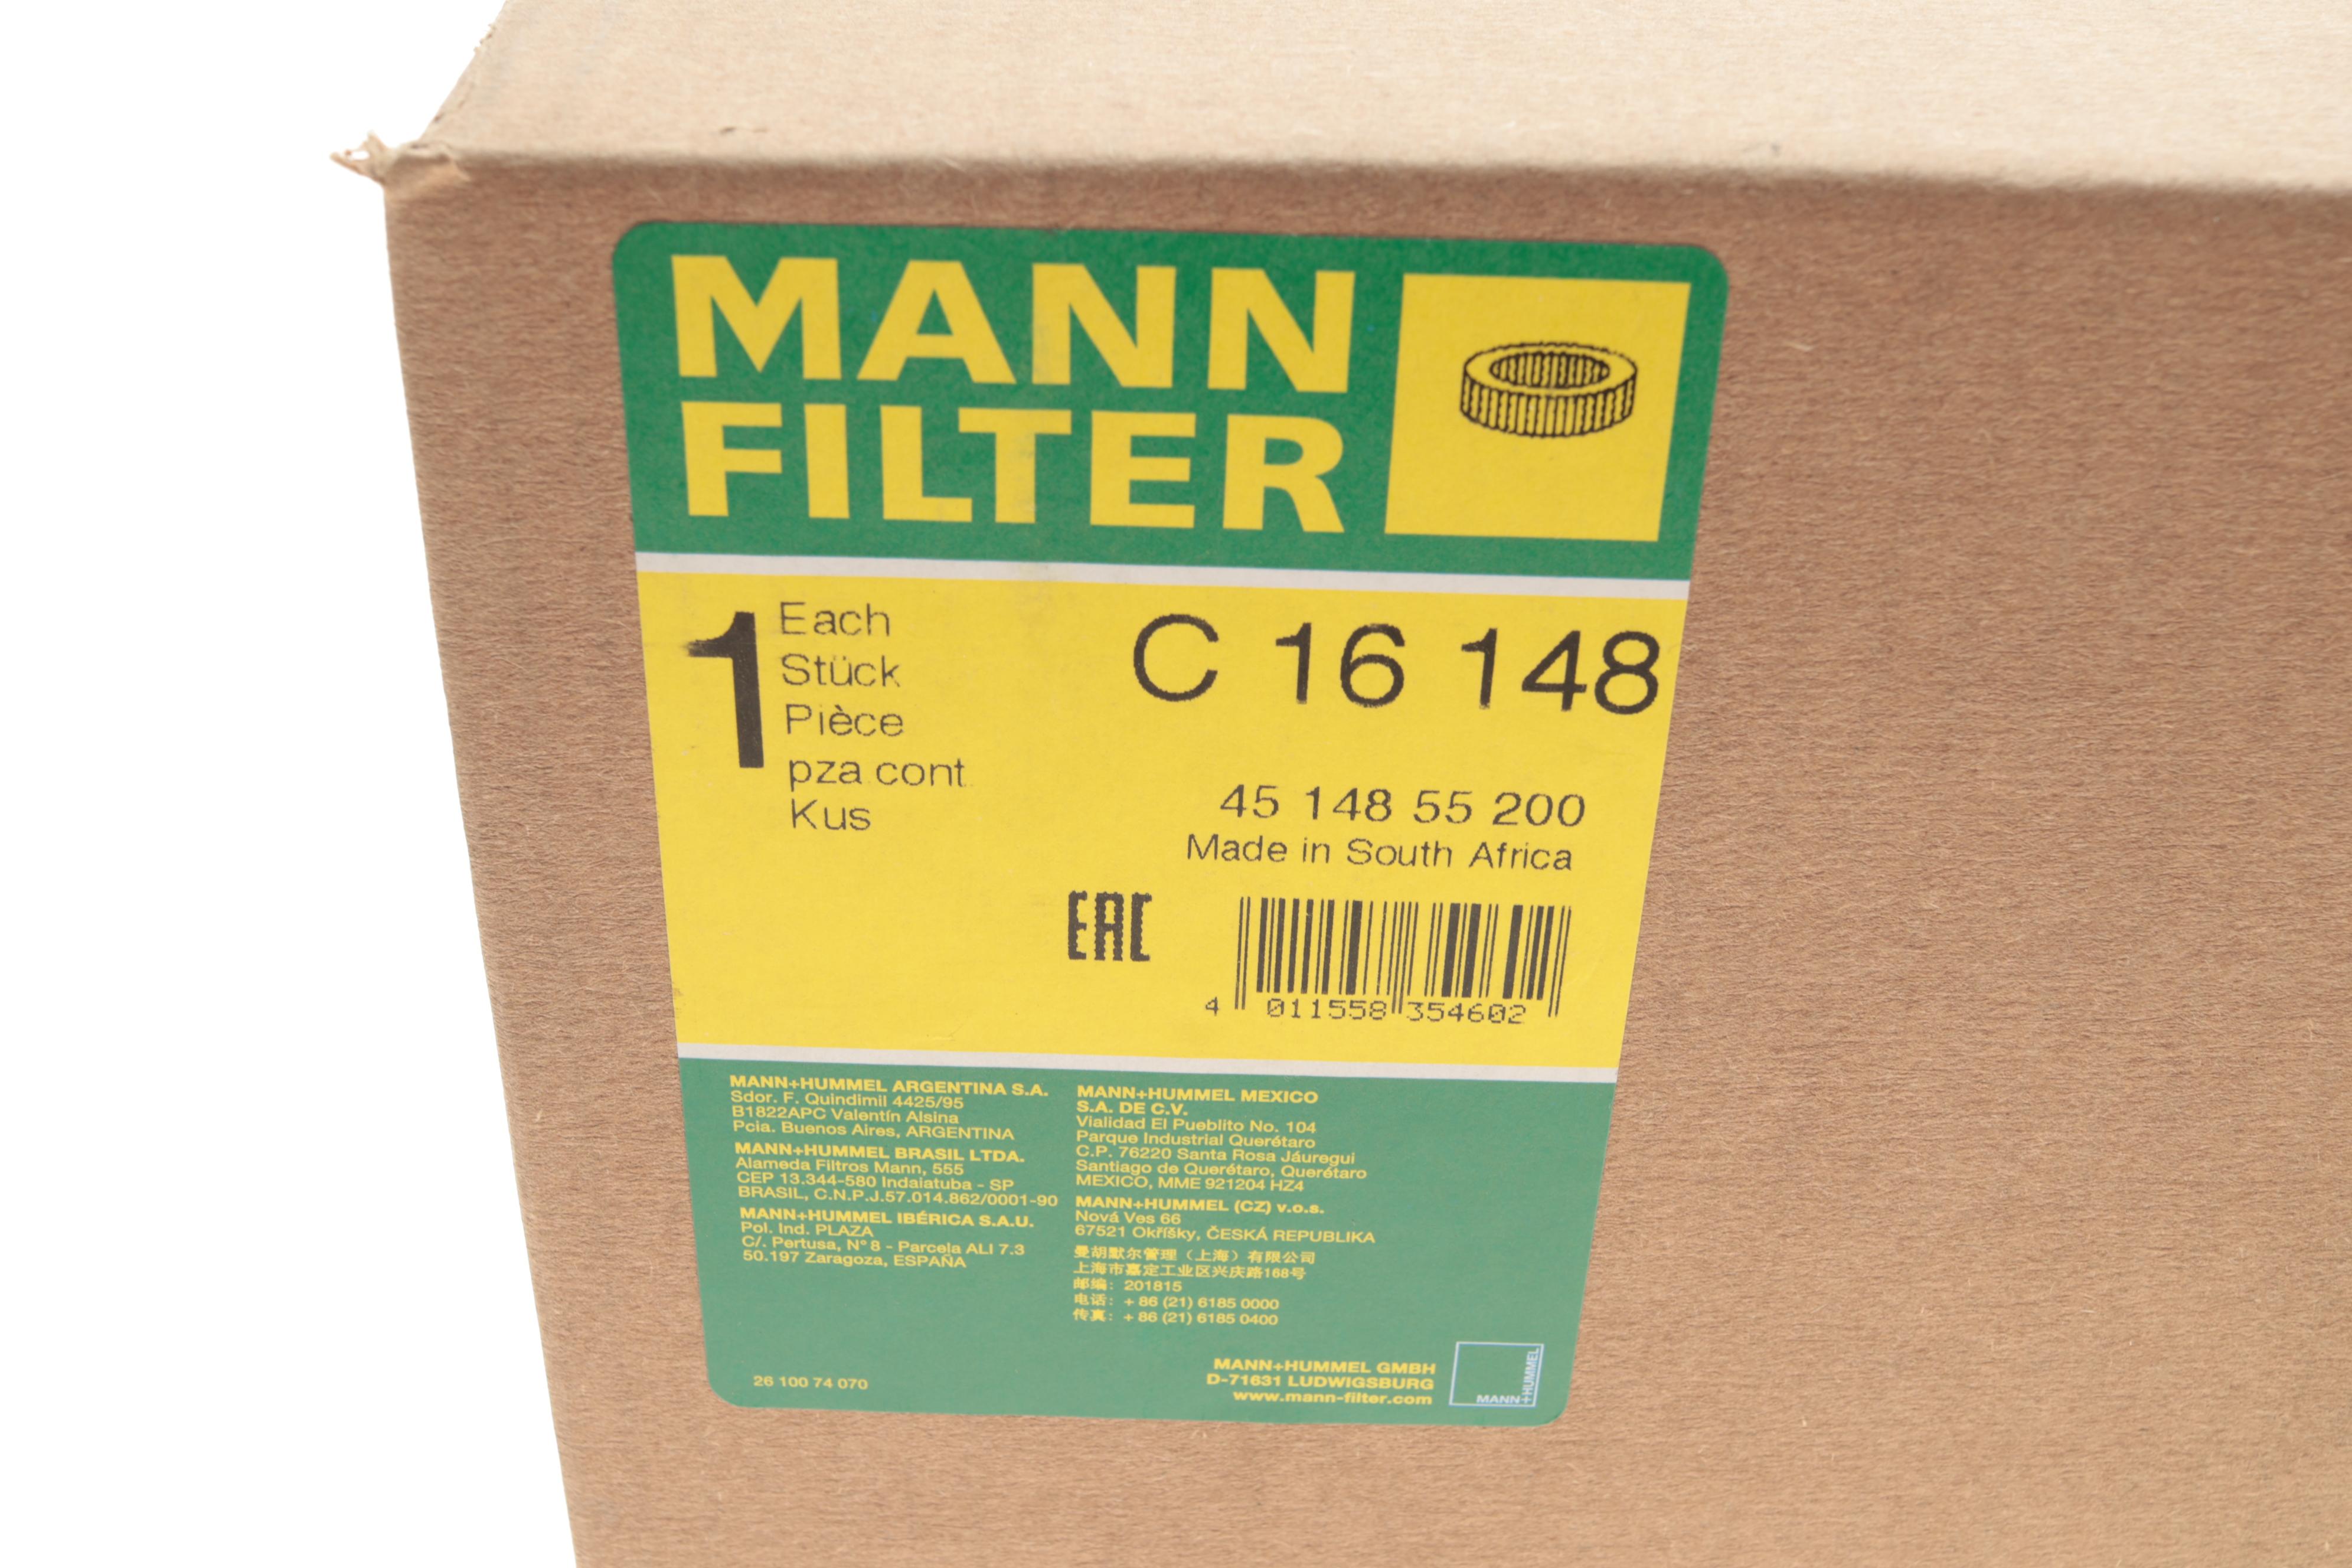 MANN
FILTER
1
Each
Stück
Pièce
pza cont
Kus
C 16 148
45 148 55 200
Made in South Africa
EAC
4 011558 354602
MANN+HUMMEL ARGENTINA S.A.
Sdor. F. Quindimil 4425/95
B1822APC Valentín Alsina
Pcia. Buenos Aires, ARGENTINA
MANN+HUMMEL BRASIL LTDA.
Alameda Filtros Mann, 555
CEP 13.344-580 Indaiatuba - SP
BRASIL, C.N.P.J.57.014.862/0001-90
MANN+HUMMEL IBÉRICA S.A.U.
Pol. Ind. PLAZA
C/. Pertusa, Nº 8 - Parcela ALI 7.3
50.197 Zaragoza, ESPAÑA
26 100 74 070
MANN+HUMMEL MEXICO
S.A. DE C.V.
Vialidad El Pueblito No. 104
Parque Industrial Querétaro
C.P. 76220 Santa Rosa Jáuregui
Santiago de Querétaro, Querétaro
MEXICO, MME 921204 HZ4
MANN+HUMMEL (CZ) v.o.s.
Nová Ves 66
67521 Okříšky, ČESKÁ REPUBLIKA
曼胡默尔管理（上海）有限公司
上海市嘉定工业区兴庆路168号
邮编：201815
电话：+ 86 (21) 6185 0000
传真：+ 86 (21) 6185 0400
MANN+HUMMEL GMBH
D-71631 LUDWIGSBURG
www.mann-filter.com
MANN+HUMMEL